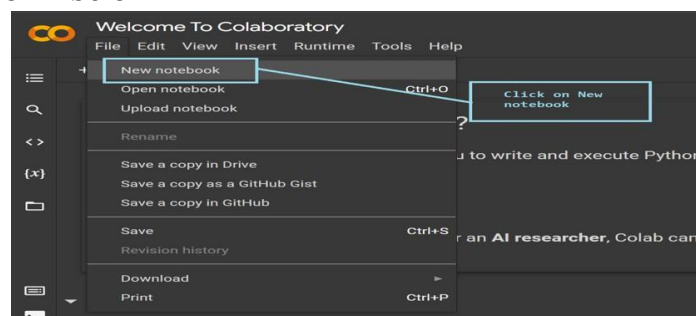 Welcome To Colaboratory
File Edit View Insert Runtime Tools Help
New notebook
Open notebook Ctrl+O
Click on New
notebook
Upload notebook
?
Rename
u to write and execute Python
Save a copy in Drive
Save a copy as a GitHub Gist
Save a copy in GitHub
Save Ctrl+S
r an AI researcher, Colab can
Revision history
Download
Print Ctrl+P